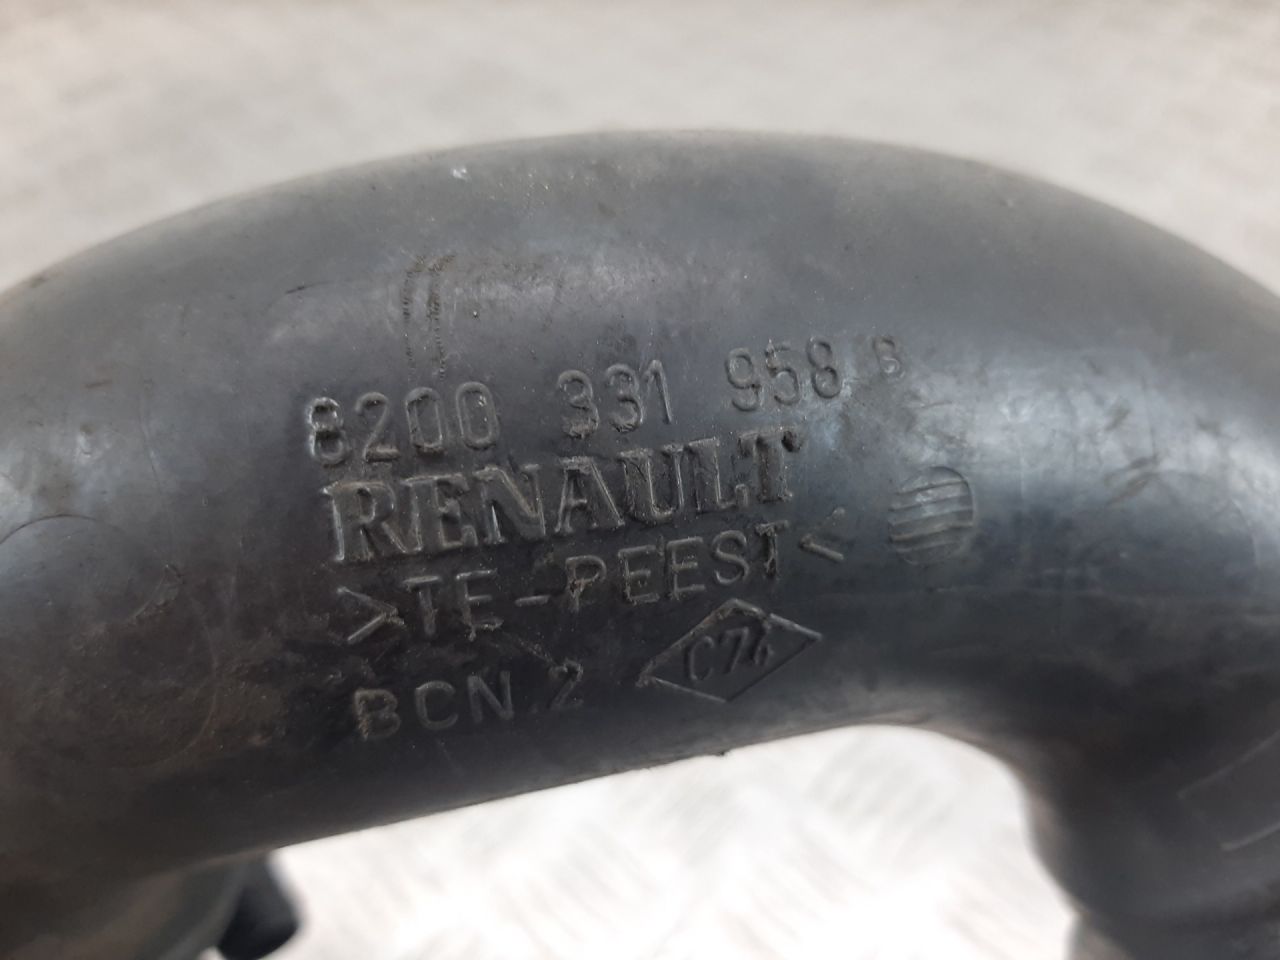 8200 331 958 B
RENAULT
>TE-PEEST<
BCN.2 C74